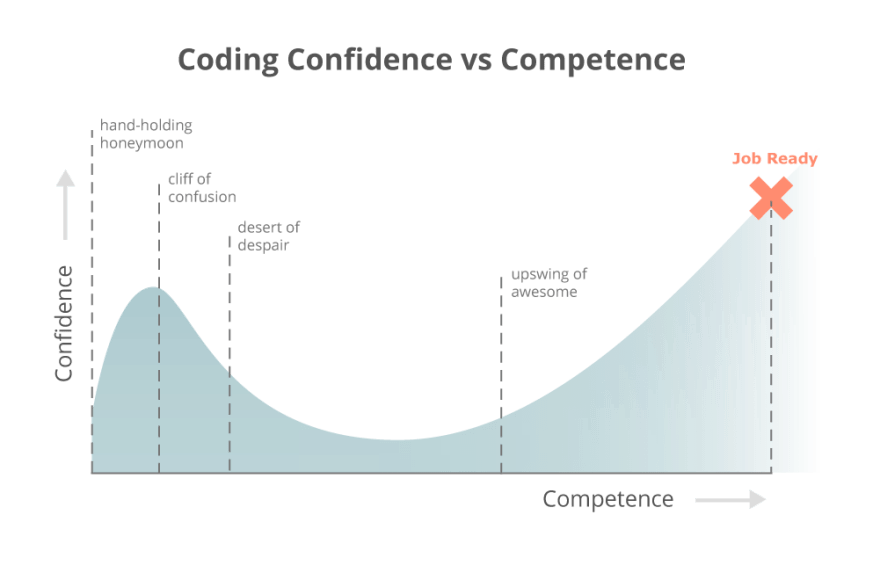 Coding Confidence vs Competence
hand-holding
honeymoon
cliff of
confusion
desert of
despair
upswing of
awesome
Job Ready
Confidence
Competence